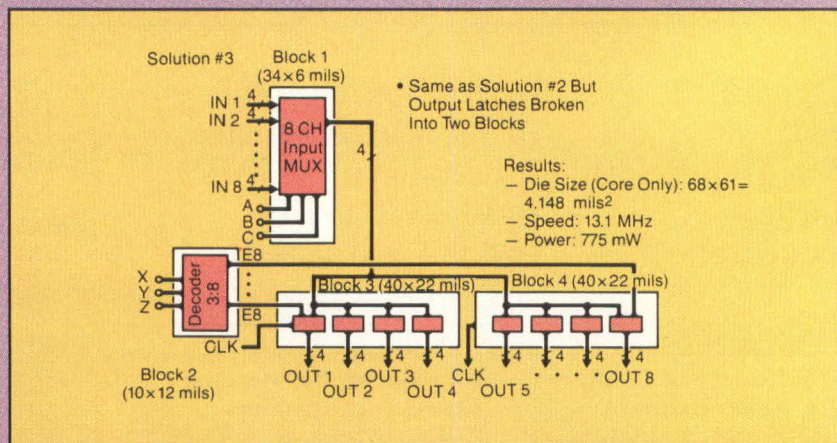 Solution #3
Block 1
(34×6 mils)
• Same as Solution #2 But
Output Latches Broken
Into Two Blocks
IN 1
4
IN 2
4
IN 8
4
8 CH
Input
MUX
4
A
B
C
Results:
– Die Size (Core Only): 68×61=
4.148 mils2
– Speed: 13.1 MHz
– Power: 775 mW
E8
X
Y
Z
Decoder
3:8
E8
CLK
Block 2
(10×12 mils)
Block 3 (40×22 mils)
Block 4 (40×22 mils)
4 4 4 4 4 4 4 4
OUT 1 OUT 3 CLK OUT 8
OUT 2 OUT 4 OUT 5